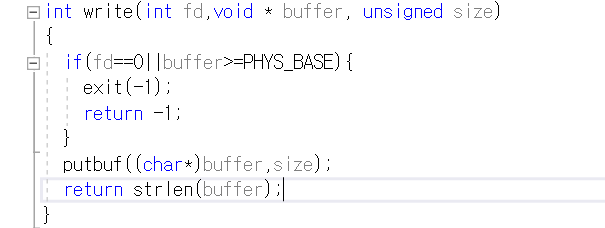 int write(int fd,void * buffer, unsigned size)
{
if(fd==0||buffer>=PHYS_BASE){
exit(-1);
return -1;
}
putbuf((char*)buffer,size);
return strlen(buffer);
}